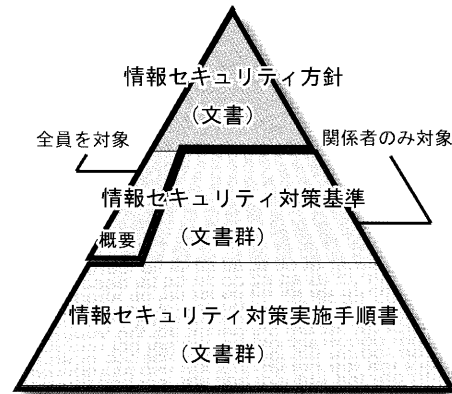 情報セキュリティ方針
（文書）
全員を対象
関係者のみ対象
情報セキュリティ対策基準
概要
（文書群）
情報セキュリティ対策実施手順書
（文書群）